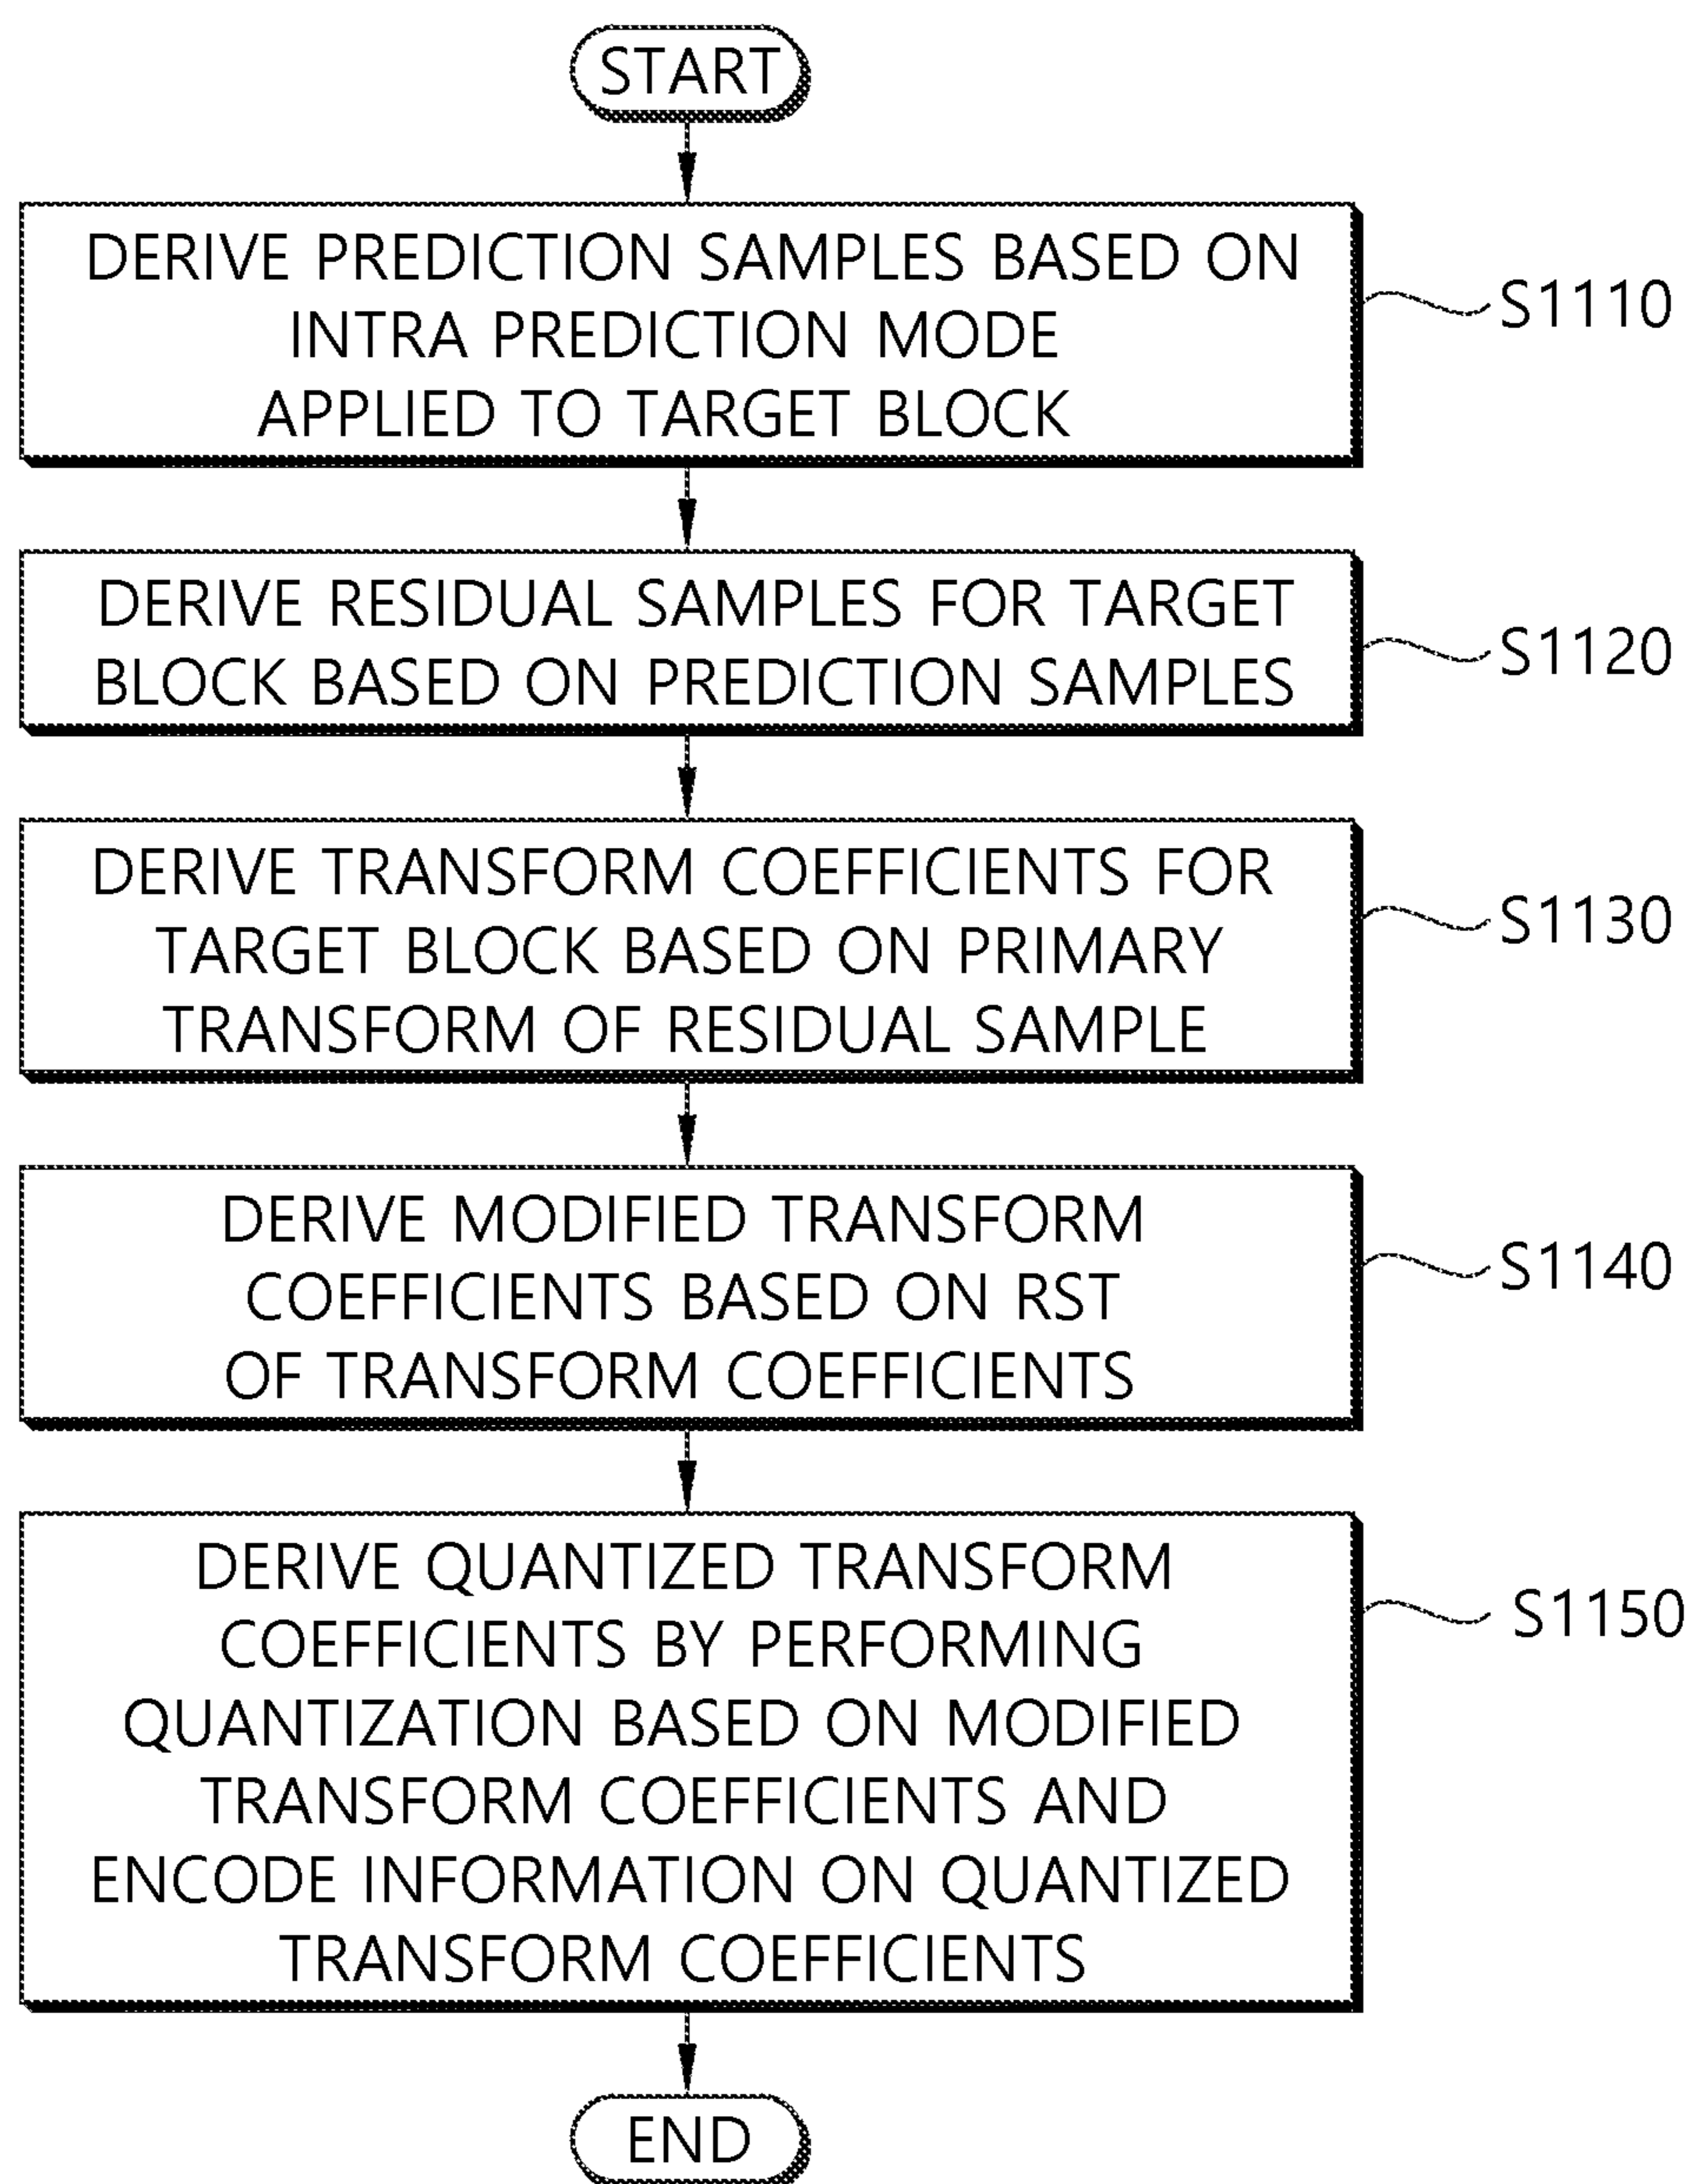 START
DERIVE PREDICTION SAMPLES BASED ON
INTRA PREDICTION MODE
APPLIED TO TARGET BLOCK
S1110
DERIVE RESIDUAL SAMPLES FOR TARGET
BLOCK BASED ON PREDICTION SAMPLES
S1120
DERIVE TRANSFORM COEFFICIENTS FOR
TARGET BLOCK BASED ON PRIMARY
TRANSFORM OF RESIDUAL SAMPLE
S1130
DERIVE MODIFIED TRANSFORM
COEFFICIENTS BASED ON RST
OF TRANSFORM COEFFICIENTS
S1140
DERIVE QUANTIZED TRANSFORM
COEFFICIENTS BY PERFORMING
QUANTIZATION BASED ON MODIFIED
TRANSFORM COEFFICIENTS AND
ENCODE INFORMATION ON QUANTIZED
TRANSFORM COEFFICIENTS
S1150
END